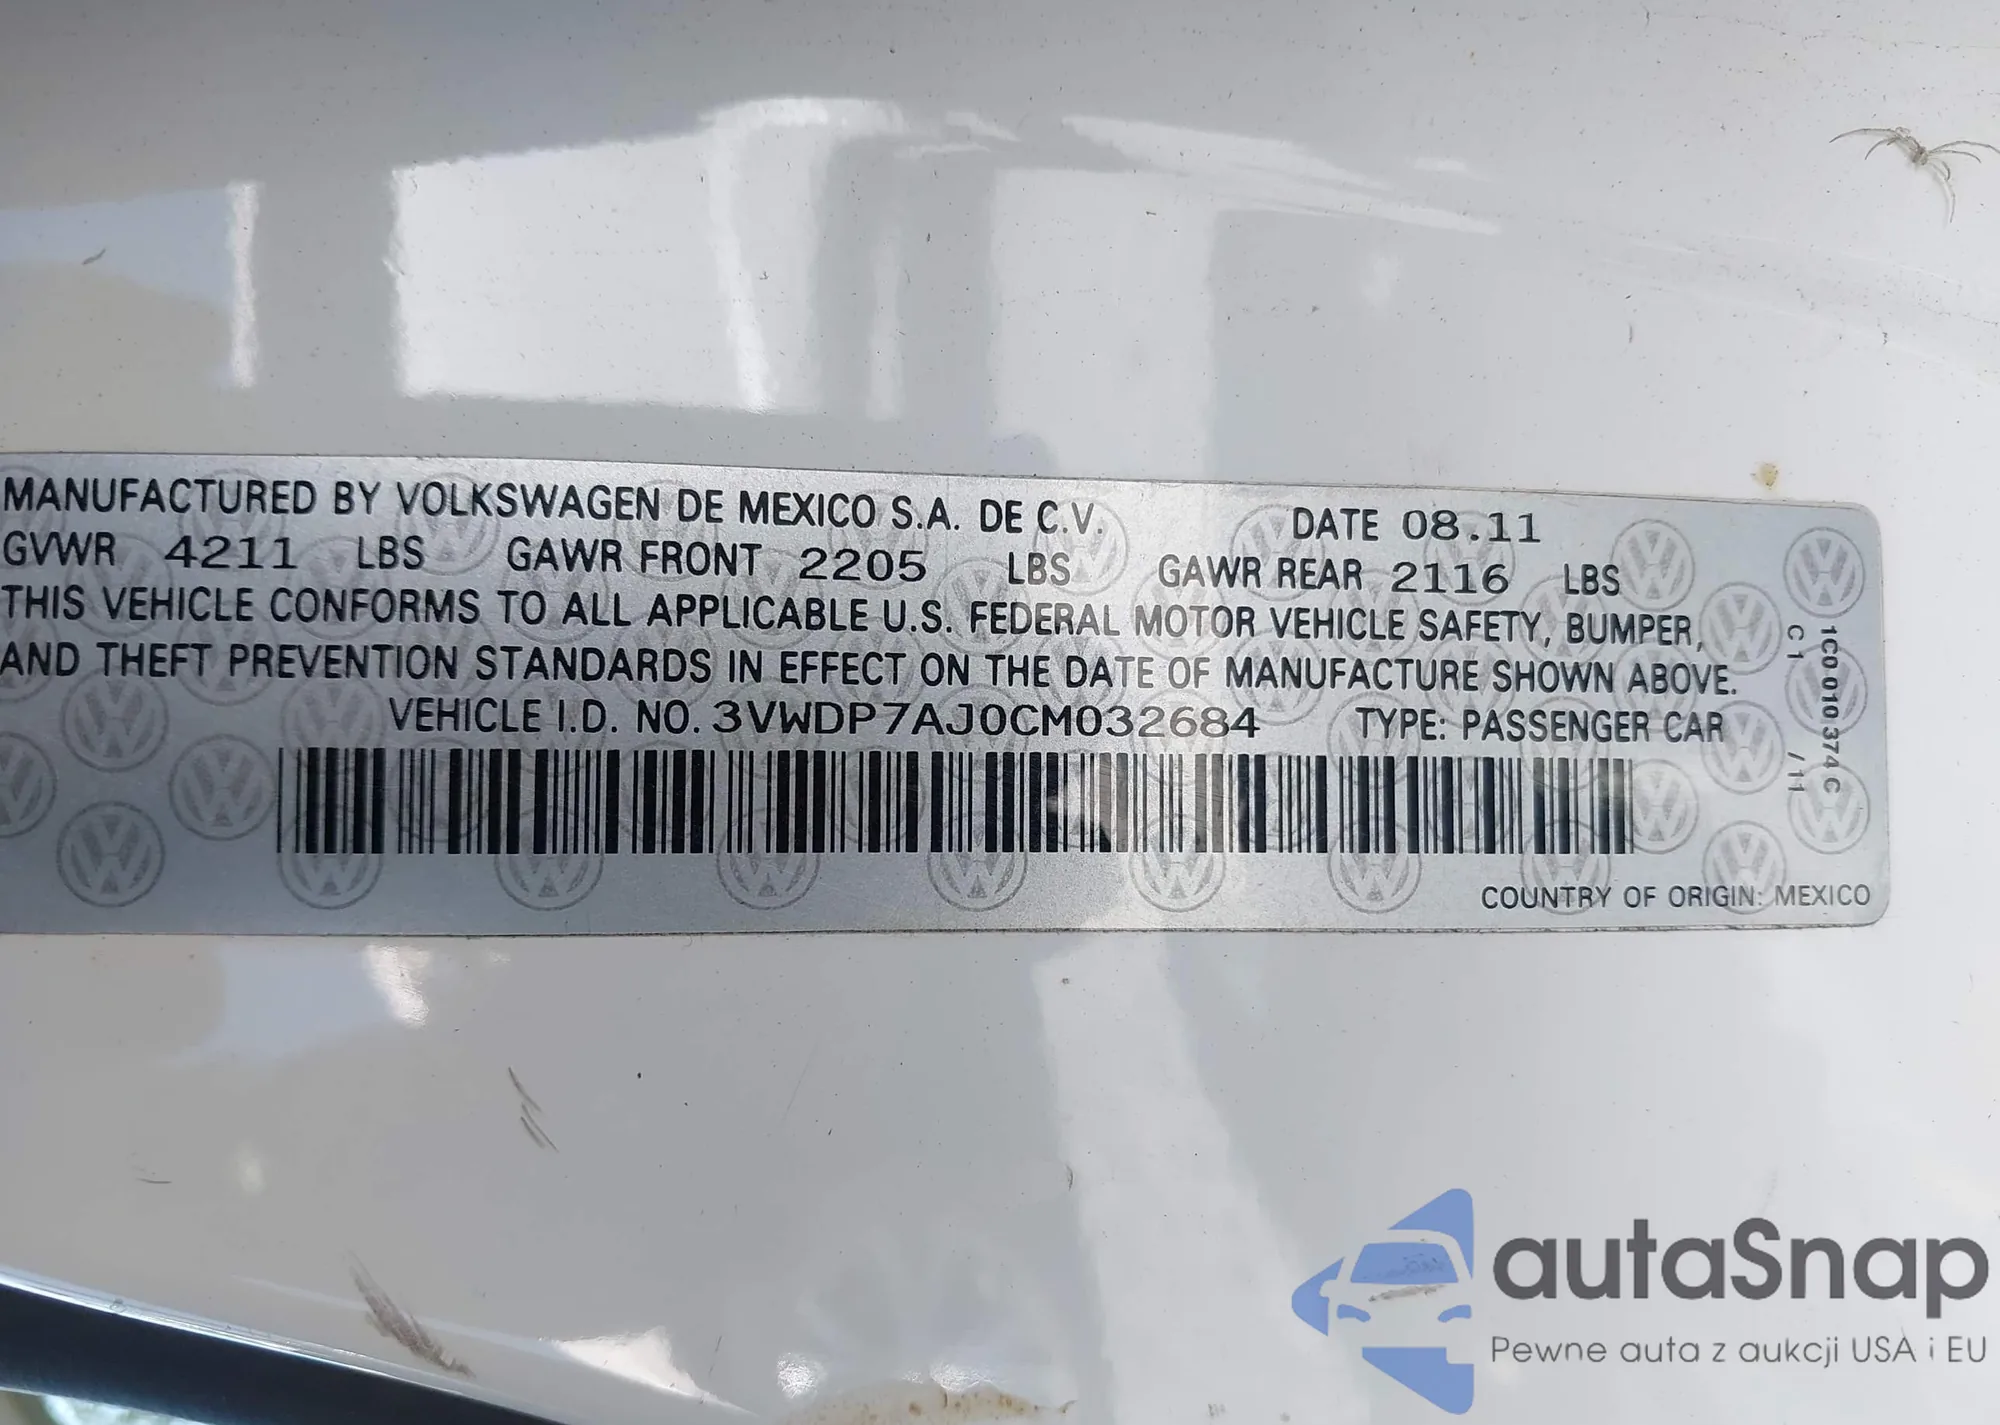 MANUFACTURED BY VOLKSWAGEN DE MEXICO S.A. DE C.V. DATE 08.11
GVWR 4211 LBS GAWR FRONT 2205 LBS GAWR REAR 2116 LBS
THIS VEHICLE CONFORMS TO ALL APPLICABLE U.S. FEDERAL MOTOR VEHICLE SAFETY, BUMPER,
AND THEFT PREVENTION STANDARDS IN EFFECT ON THE DATE OF MANUFACTURE SHOWN ABOVE.
VEHICLE I.D. NO. 3VWDP7AJ0CM032684 TYPE: PASSENGER CAR
1C0 010 374 C
C1 /11
COUNTRY OF ORIGIN: MEXICO
autaSnap
Pewne auta z aukcji USA i EU